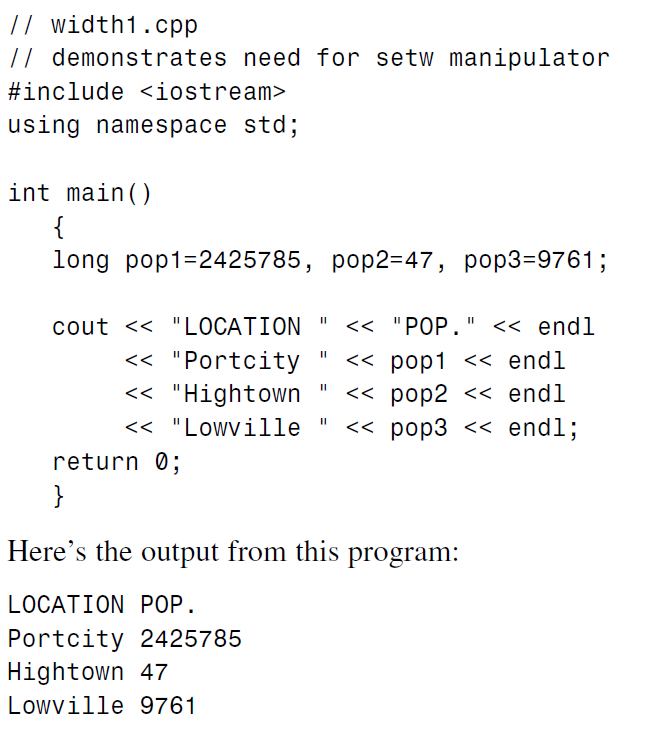 // width1.cpp
// demonstrates need for setw manipulator
#include <iostream>
using namespace std;

int main()
   {
   long pop1=2425785, pop2=47, pop3=9761;

   cout << "LOCATION " << "POP." << endl
        << "Portcity " << pop1 << endl
        << "Hightown " << pop2 << endl
        << "Lowville " << pop3 << endl;
   return 0;
   }
Here’s the output from this program:
LOCATION POP.
Portcity 2425785
Hightown 47
Lowville 9761